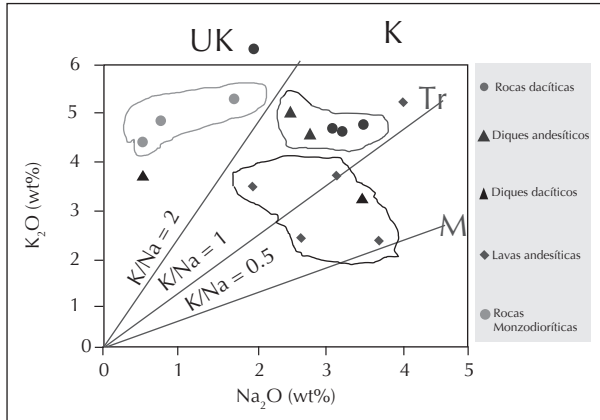 UK
K
6
5
4
3
2
1
0
K₂O (wt%)
Tr
M
K/Na = 2
K/Na = 1
K/Na = 0.5
0
1
2
3
4
5
Na₂O (wt%)
Rocas dacíticas
Diques andesíticos
Diques dacíticos
Lavas andesíticas
Rocas
Monzodioríticas